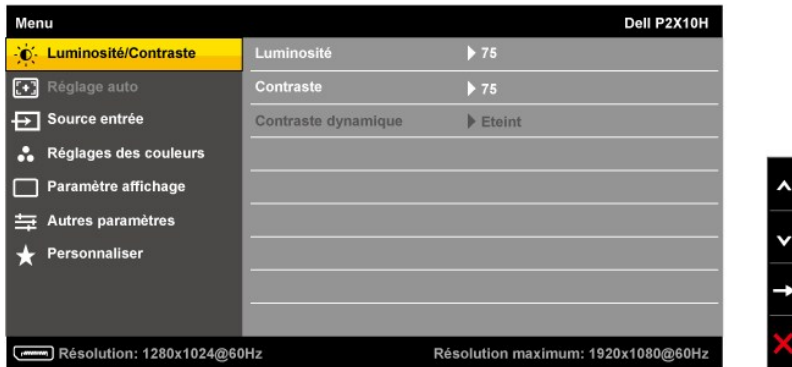 Menu Dell P2X10H
Luminosité/Contraste Luminosité 75
Réglage auto Contraste 75
Source entrée Contraste dynamique Eteint
Réglages des couleurs
Paramètre affichage
Autres paramètres
Personnaliser
Résolution: 1280x1024@60Hz Résolution maximum: 1920x1080@60Hz